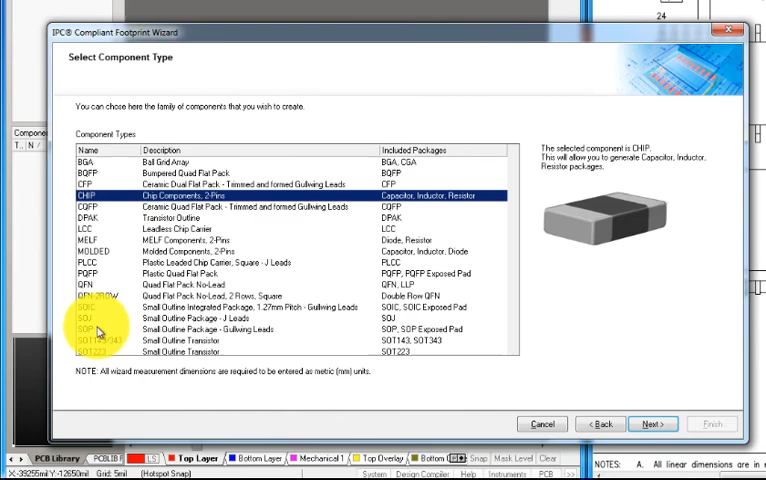 24
IPC® Compliant Footprint Wizard
Select Component Type
You can chose here the family of components that you wish to create.
Component Types
Name Description Included Packages
BGA Ball Grid Array BGA, CGA
BQFP Bumpered Quad Flat Pack BQFP
CFP Ceramic Dual Flat Pack - Trimmed and formed Gullwing Leads CFP
CHIP Chip Components, 2-Pins Capacitor, Inductor, Resistor
CQFP Ceramic Quad Flat Pack - Trimmed and formed Gullwing Leads CQFP
DPAK Transistor Outline DPAK
LCC Leadless Chip Carrier LCC
MELF MELF Components, 2-Pins Diode, Resistor
MOLDED Molded Components, 2-Pins Capacitor, Inductor, Diode
PLCC Plastic Leaded Chip Carrier, Square - J Leads PLCC
PQFP Plastic Quad Flat Pack PQFP, PQFP Exposed Pad
QFN Quad Flat Pack No-Lead QFN, LLP
QFN-2ROW Quad Flat Pack No-Lead, 2 Rows, Square Double Row QFN
SOIC Small Outline Integrated Package, 1.27mm Pitch - Gullwing Leads SOIC, SOIC Exposed Pad
SOJ Small Outline Package - J Leads SOJ
SOP Small Outline Package - Gullwing Leads SOP, SOP Exposed Pad
SOT143/343 Small Outline Transistor SOT143, SOT343
SOT223 Small Outline Transistor SOT223
The selected component is CHIP.
This will allow you to generate Capacitor, Inductor,
Resistor packages.
NOTE: All wizard measurement dimensions are required to be entered as metric (mm) units.
Cancel < Back Next > Finish
Componen
T.. N /
PCB Library PCBLIB F LS Top Layer Bottom Layer Mechanical 1 Top Overlay Bottom Snap Mask Level Clear
X:-39255mil Y:-12650mil Grid: 5mil (Hotspot Snap) System Design Compiler Help Instruments PCB >>
NOTES: A. All linear dimensions are in